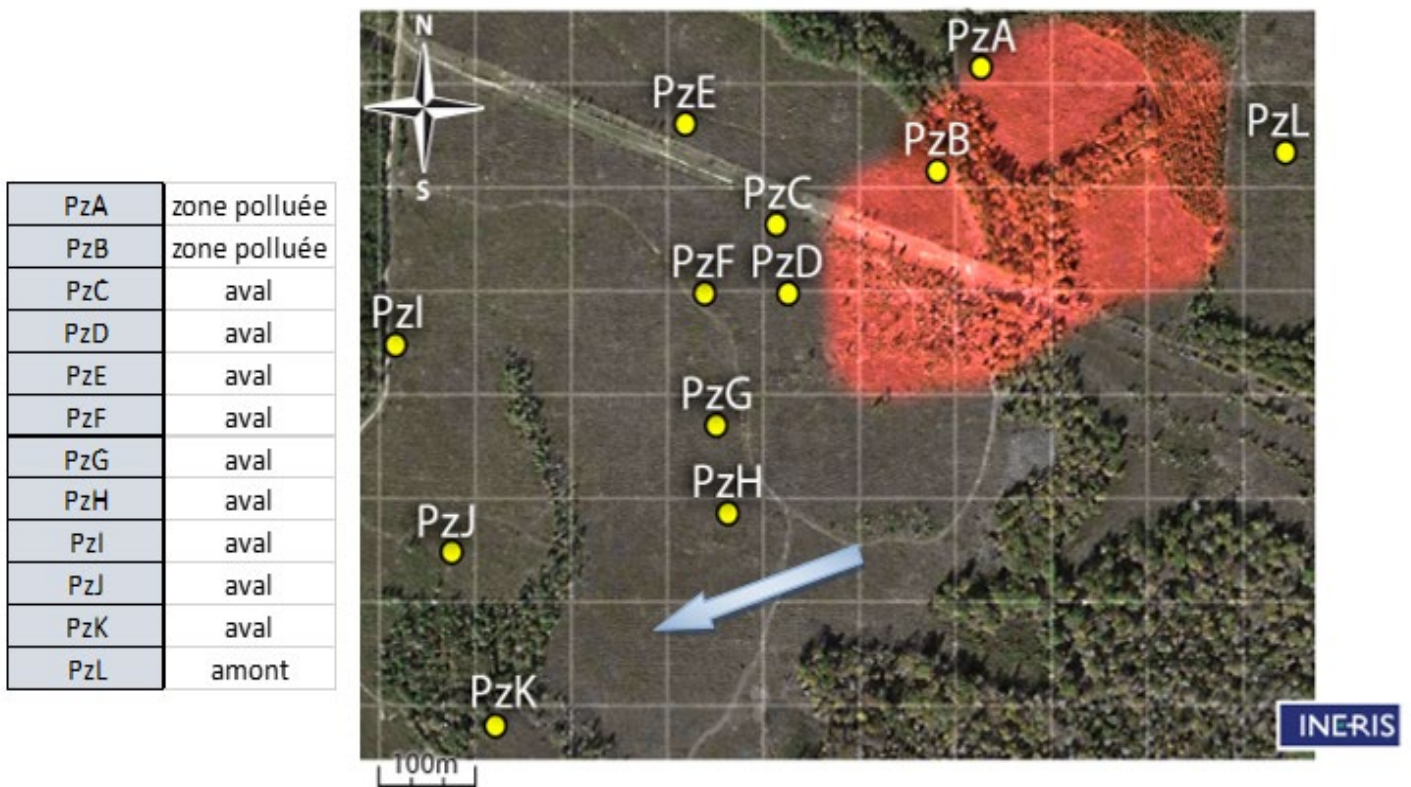 PzA zone polluée
PzB zone polluée
PzC aval
PzD aval
PzE aval
PzF aval
PzG aval
PzH aval
PzI aval
PzJ aval
PzK aval
PzL amont
N
S
PzA
PzE
PzL
PzB
PzC
PzF PzD
PzI
PzG
PzH
PzJ
PzK
100m
INERIS